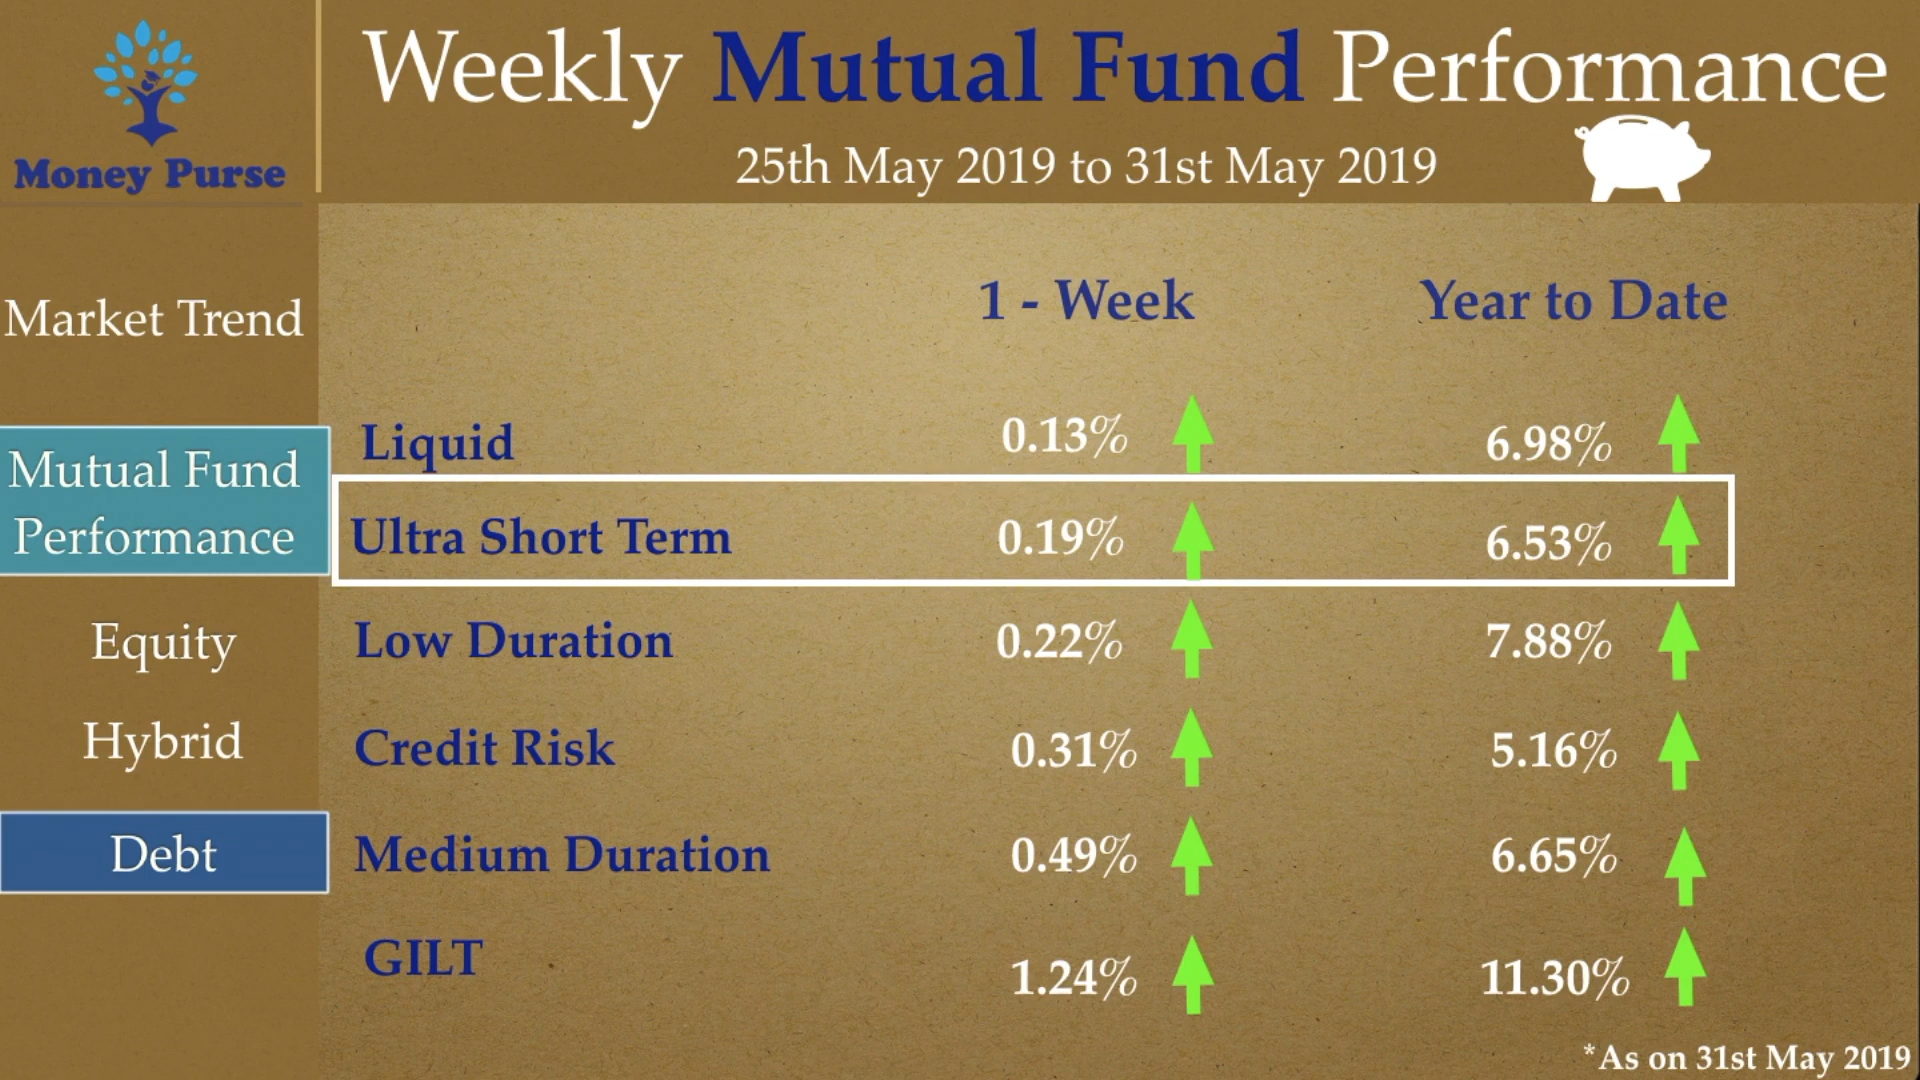 Weekly Mutual Fund Performance
25th May 2019 to 31st May 2019
Money Purse
Market Trend
Mutual Fund
Performance
Equity
Hybrid
Debt
1 - Week Year to Date
Liquid 0.13% 6.98%
Ultra Short Term 0.19% 6.53%
Low Duration 0.22% 7.88%
Credit Risk 0.31% 5.16%
Medium Duration 0.49% 6.65%
GILT 1.24% 11.30%
*As on 31st May 2019